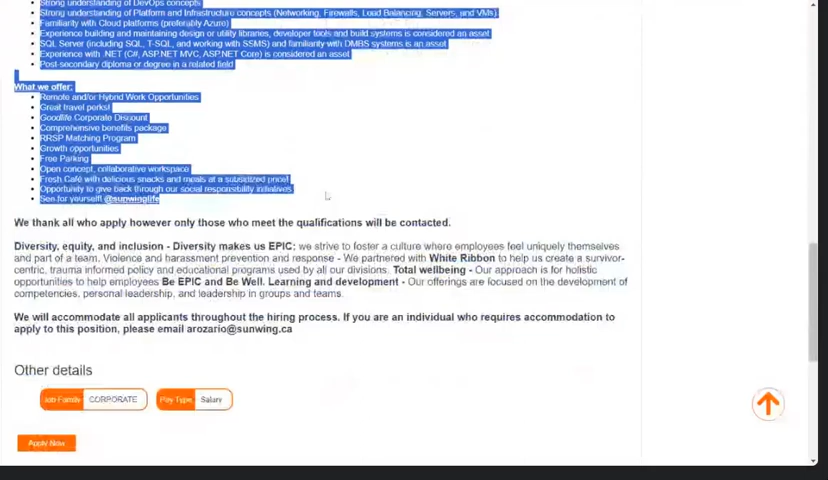 Strong understanding of DevOps concepts
Strong understanding of Platform and Infrastructure concepts (Networking, Firewalls, Load Balancing, Servers, and VMs).
Familiarity with Cloud platforms (preferably Azure)
Experience building and maintaining design or utility libraries, developer tools and build systems is considered an asset
SQL Server (including SQL, T-SQL, and working with SSMS) and familiarity with DMBS systems is an asset
Experience with .NET (C#, ASP.NET MVC, ASP.NET Core) is considered an asset
Post-secondary diploma or degree in a related field
What we offer:
Remote and/or Hybrid Work Opportunities
Great travel perks!
Goodlife Corporate Discount
Comprehensive benefits package
RRSP Matching Program
Growth opportunities
Free Parking
Open concept, collaborative workspace
Fresh Café with delicious snacks and meals at a subsidized price!
Opportunity to give back through our social responsibility initiatives
See for yourself! @sunwinglife
We thank all who apply however only those who meet the qualifications will be contacted.
Diversity, equity, and inclusion - Diversity makes us EPIC; we strive to foster a culture where employees feel uniquely themselves
and part of a team. Violence and harassment prevention and response - We partnered with White Ribbon to help us create a survivor-
centric, trauma informed policy and educational programs used by all our divisions. Total wellbeing - Our approach is for holistic
opportunities to help employees Be EPIC and Be Well. Learning and development - Our offerings are focused on the development of
competencies, personal leadership, and leadership in groups and teams.
We will accommodate all applicants throughout the hiring process. If you are an individual who requires accommodation to
apply to this position, please email arozario@sunwing.ca
Other details
Job Family CORPORATE Pay Type Salary
Apply Now